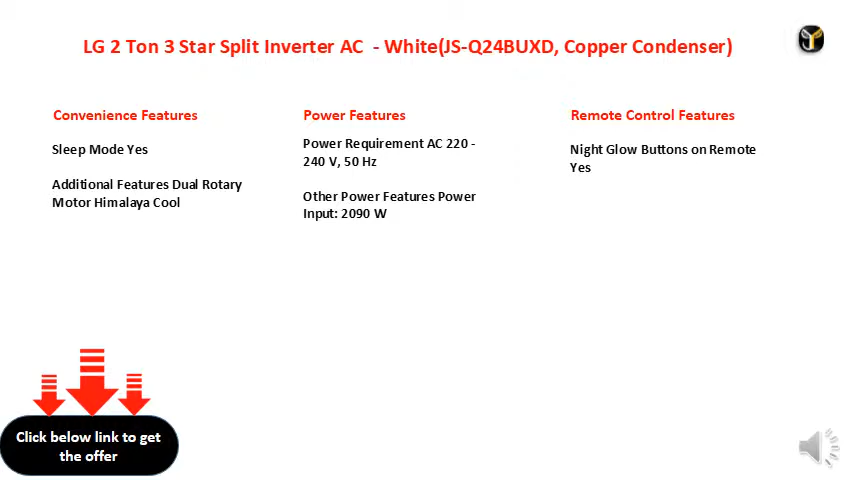 LG 2 Ton 3 Star Split Inverter AC  - White(JS-Q24BUXD, Copper Condenser)
Convenience Features
Sleep Mode Yes
Additional Features Dual Rotary
Motor Himalaya Cool
Power Features
Power Requirement AC 220 -
240 V, 50 Hz
Other Power Features Power
Input: 2090 W
Remote Control Features
Night Glow Buttons on Remote
Yes
Click below link to get
the offer